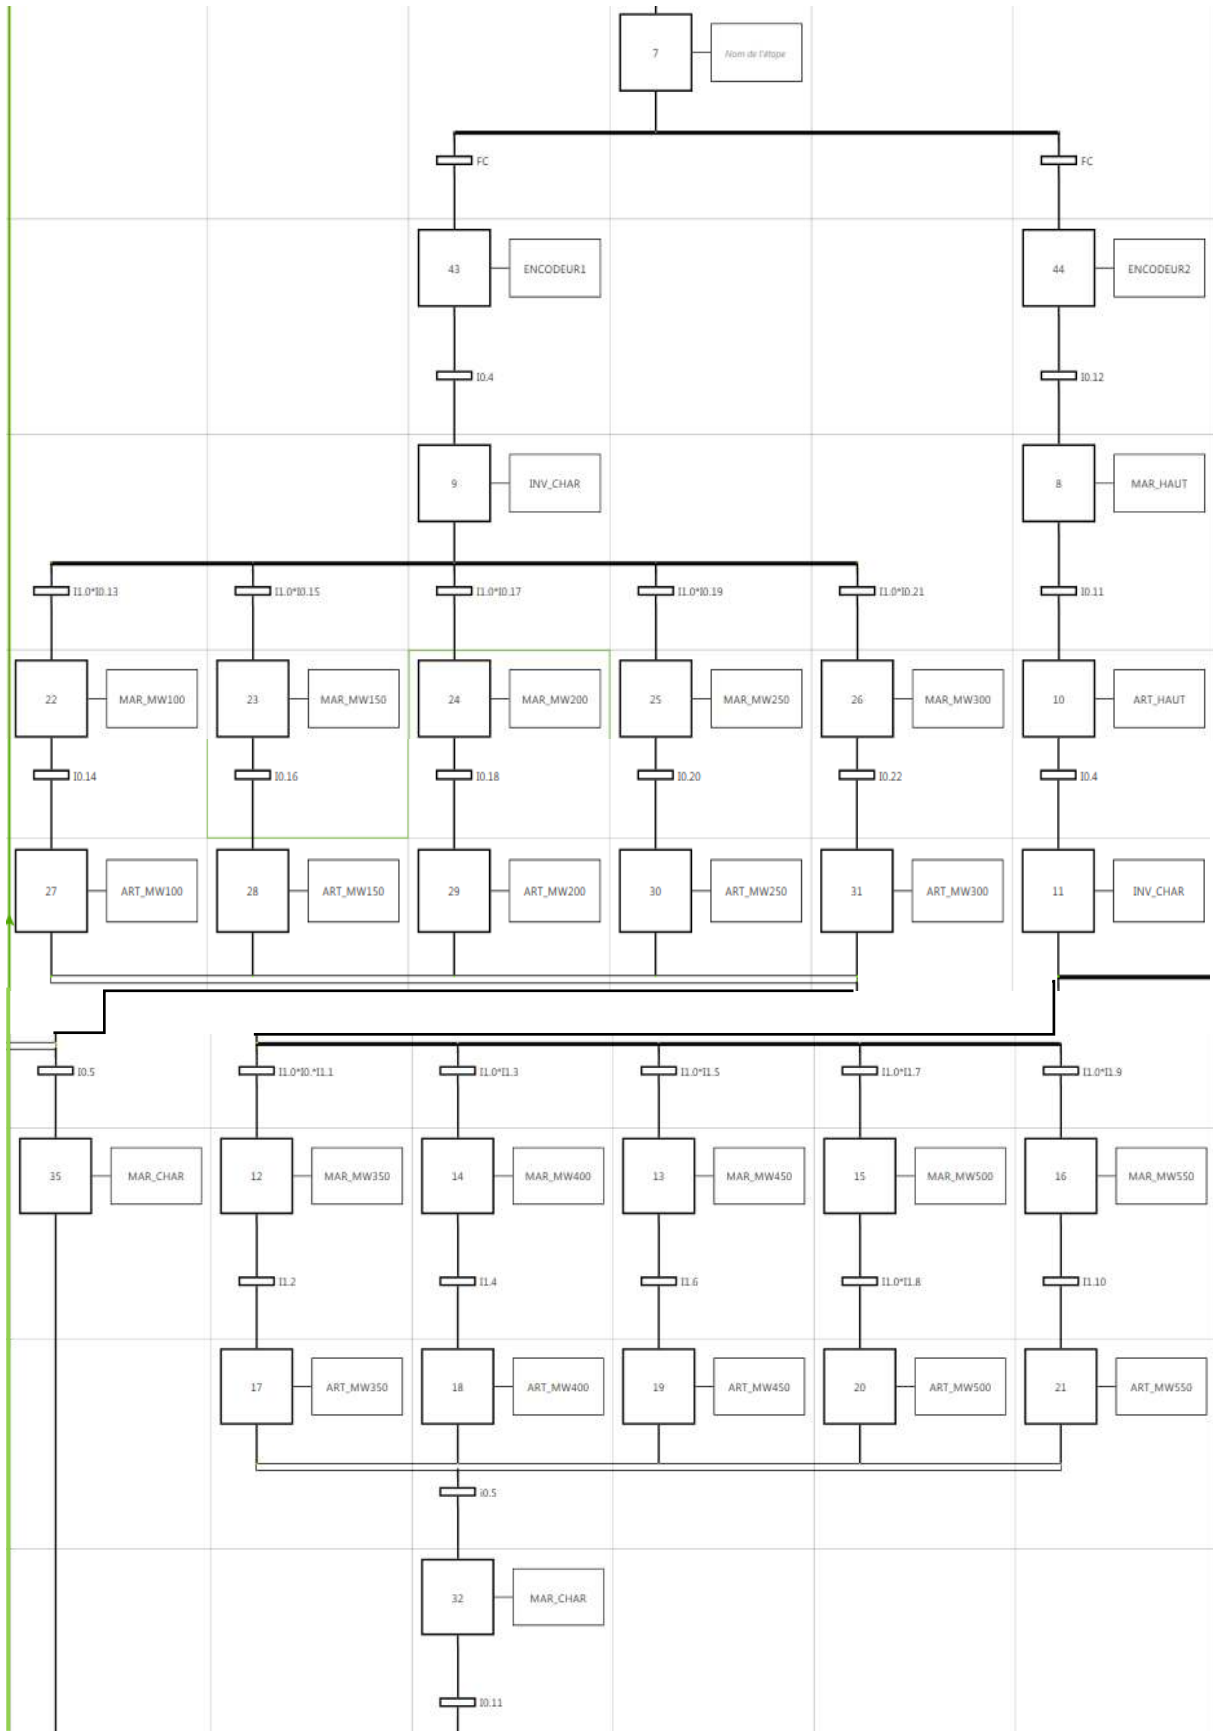 7 Nom de l'étape
FC FC
43 ENCODEUR1 44 ENCODEUR2
I0.4 I0.12
9 INV_CHAR 8 MAR_HAUT
I1.0*I0.13 I1.0*I0.15 I1.0*I0.17 I1.0*I0.19 I1.0*I0.21 I0.11
22 MAR_MW100 23 MAR_MW150 24 MAR_MW200 25 MAR_MW250 26 MAR_MW300 10 ART_HAUT
I0.14 I0.16 I0.18 I0.20 I0.22 I0.4
27 ART_MW100 28 ART_MW150 29 ART_MW200 30 ART_MW250 31 ART_MW300 11 INV_CHAR
I0.5 I1.0*I0.*I1.1 I1.0*I1.3 I1.0*I1.5 I1.0*I1.7 I1.0*I1.9
35 MAR_CHAR 12 MAR_MW350 14 MAR_MW400 13 MAR_MW450 15 MAR_MW500 16 MAR_MW550
I1.2 I1.4 I1.6 I1.0*I1.8 I1.10
17 ART_MW350 18 ART_MW400 19 ART_MW450 20 ART_MW500 21 ART_MW550
i0.5
32 MAR_CHAR
I0.11